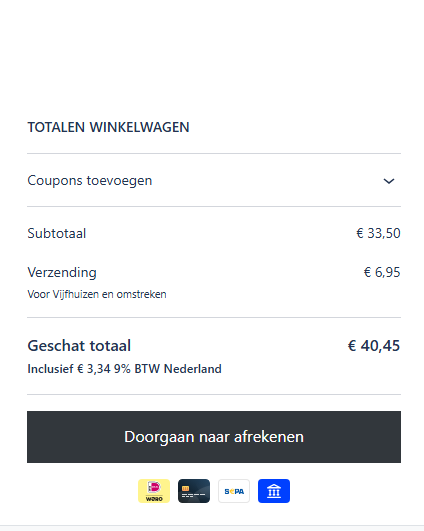 TOTALEN WINKELWAGEN
Coupons toevoegen
Subtotaal € 33,50
Verzending € 6,95
Voor Vijfhuizen en omstreken
Geschat totaal € 40,45
Inclusief € 3,34 9% BTW Nederland
Doorgaan naar afrekenen
iDEAL
wero
SEPA